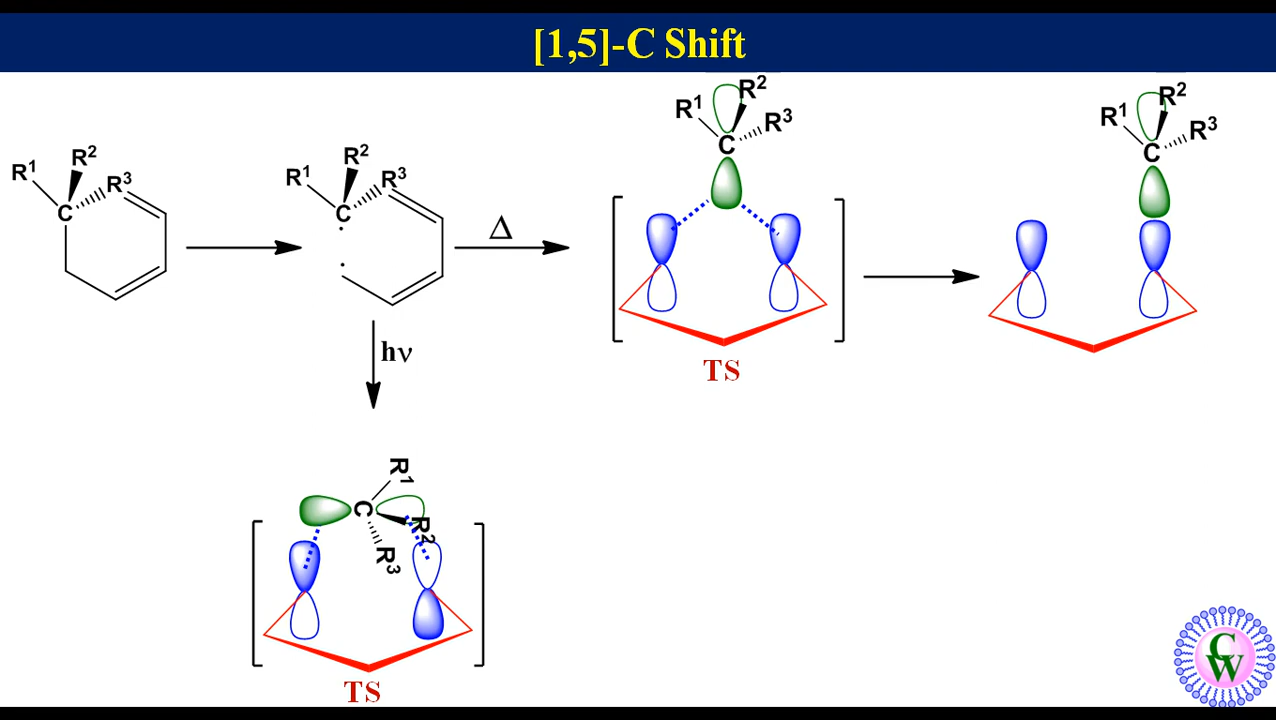 [1,5]-C Shift
R¹ R² R³ C
R¹ R² R³ C
Δ
R¹ R² R³ C
TS
R¹ R² R³ C
hν
R¹ C R² R³
TS
C W